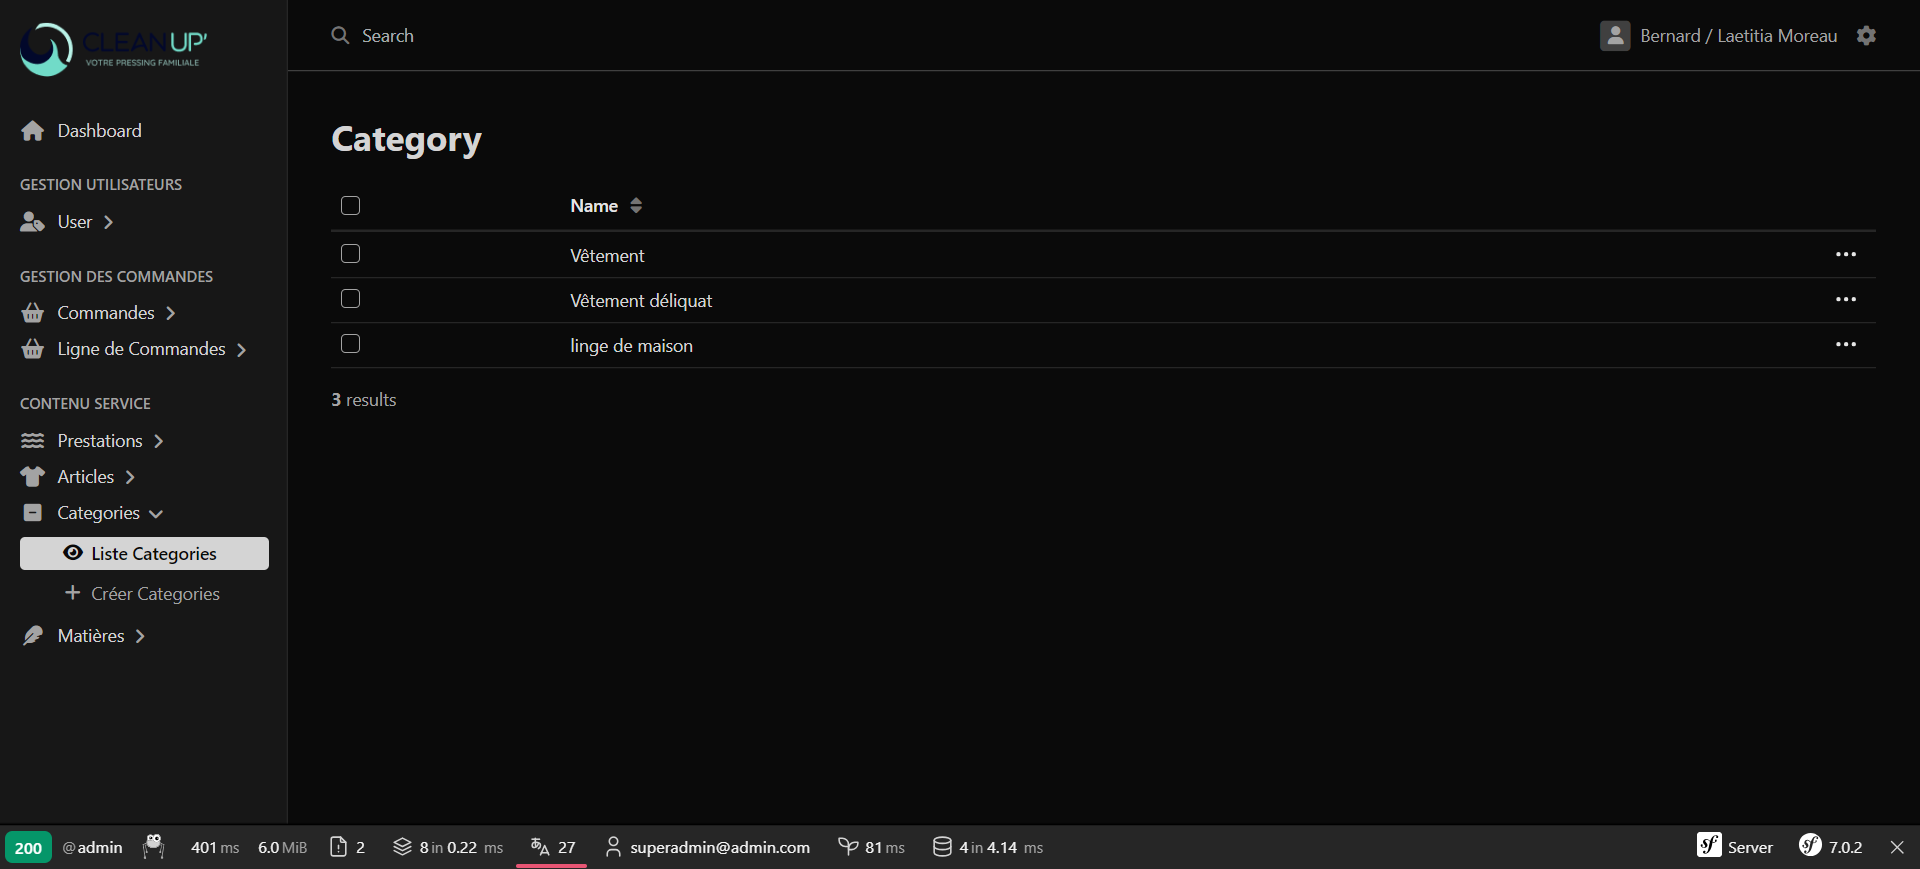 CLEAN UP'
VOTRE PRESSING FAMILIALE
Search
Bernard / Laetitia Moreau
Dashboard
GESTION UTILISATEURS
User
GESTION DES COMMANDES
Commandes
Ligne de Commandes
CONTENU SERVICE
Prestations
Articles
Categories
Liste Categories
Créer Categories
Matières
Category
Name
Vêtement
Vêtement déliquat
linge de maison
3 results
200 @admin 401 ms 6.0 MiB 2 8 in 0.22 ms 27 superadmin@admin.com 81 ms 4 in 4.14 ms sf Server sf 7.0.2